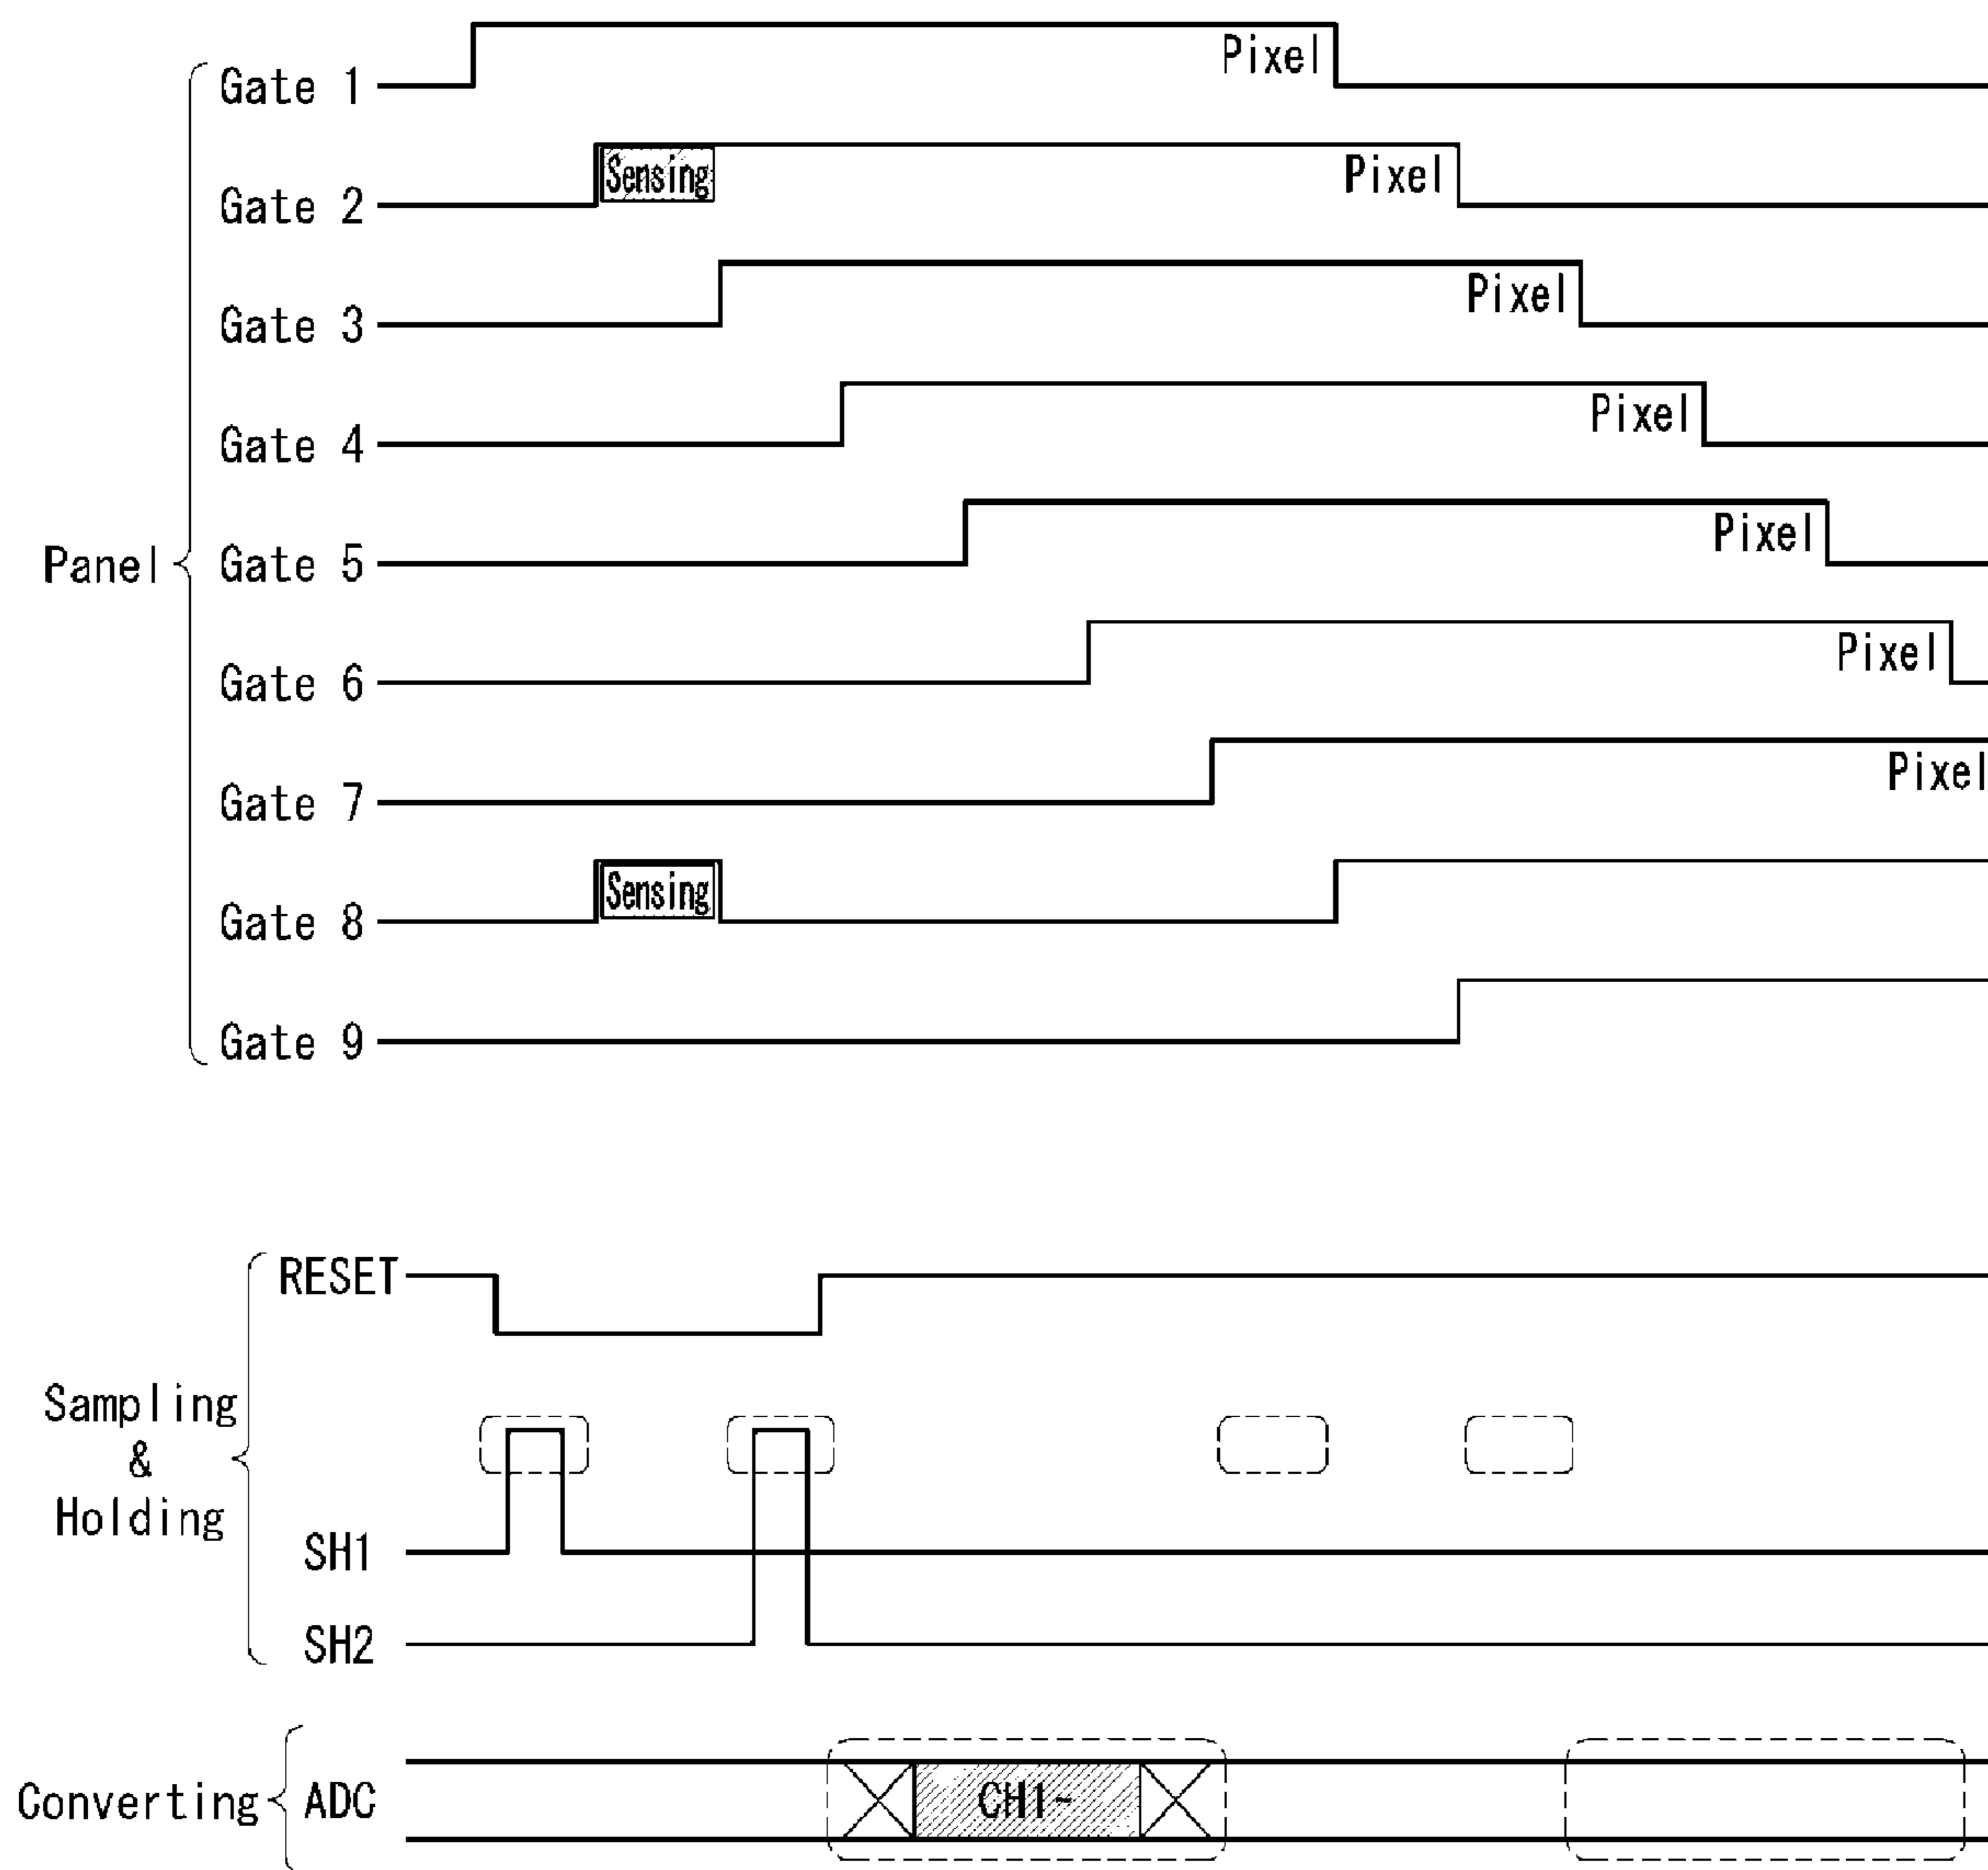 Pixel
Gate 1
Sensing
Pixel
Gate 2
Pixel
Gate 3
Pixel
Gate 4
Pixel
Panel
Gate 5
Pixel
Gate 6
Pixel
Gate 7
Sensing
Gate 8
Gate 9
RESET
Sampling
&
Holding
SH1
SH2
Converting
ADC
CH1~